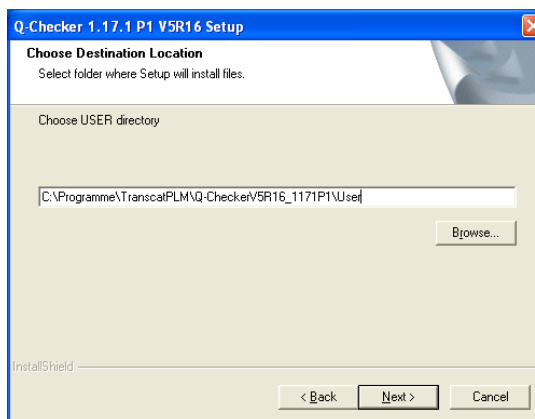 Q-Checker 1.17.1 P1 V5R16 Setup
Choose Destination Location
Select folder where Setup will install files.
Choose USER directory
C:\Programme\TranscatPLM\Q-CheckerV5R16_1171P1\User
Browse...
InstallShield
< Back Next > Cancel